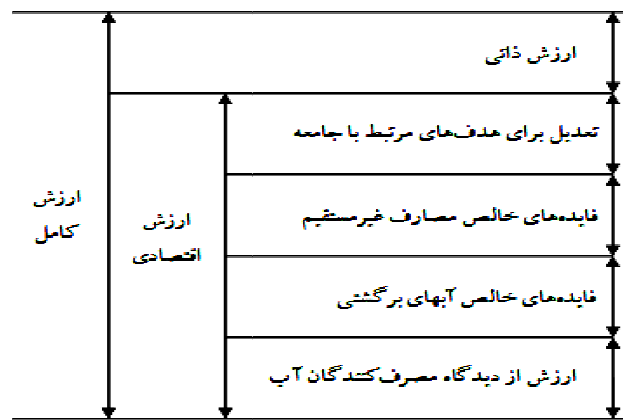 ارزش ذاتی
تعدیل برای هدف‌های مرتبط با جامعه
فایده‌های خالص مصارف غیرمستقیم
فایده‌های خالص آبهای برگشتی
ارزش از دیدگاه مصرف‌کنندگان آب
ارزش
اقتصادی
ارزش
کامل